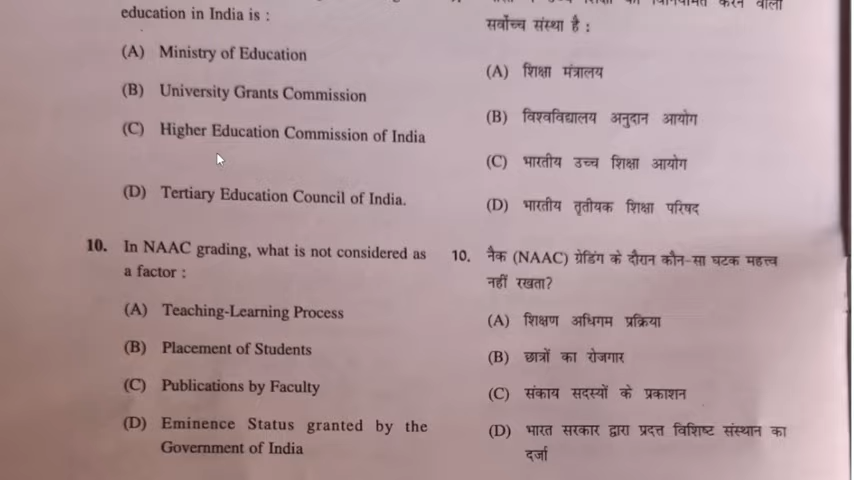 education in India is :
(A) Ministry of Education
(B) University Grants Commission
(C) Higher Education Commission of India
(D) Tertiary Education Council of India.
10. In NAAC grading, what is not considered as
a factor :
(A) Teaching-Learning Process
(B) Placement of Students
(C) Publications by Faculty
(D) Eminence Status granted by the
Government of India
करने वाली
सर्वोच्च संस्था है :
(A) शिक्षा मंत्रालय
(B) विश्वविद्यालय अनुदान आयोग
(C) भारतीय उच्च शिक्षा आयोग
(D) भारतीय तृतीयक शिक्षा परिषद
10. नैक (NAAC) ग्रेडिंग के दौरान कौन-सा घटक महत्त्व
नहीं रखता?
(A) शिक्षण अधिगम प्रक्रिया
(B) छात्रों का रोजगार
(C) संकाय सदस्यों के प्रकाशन
(D) भारत सरकार द्वारा प्रदत्त विशिष्ट संस्थान का
दर्जा